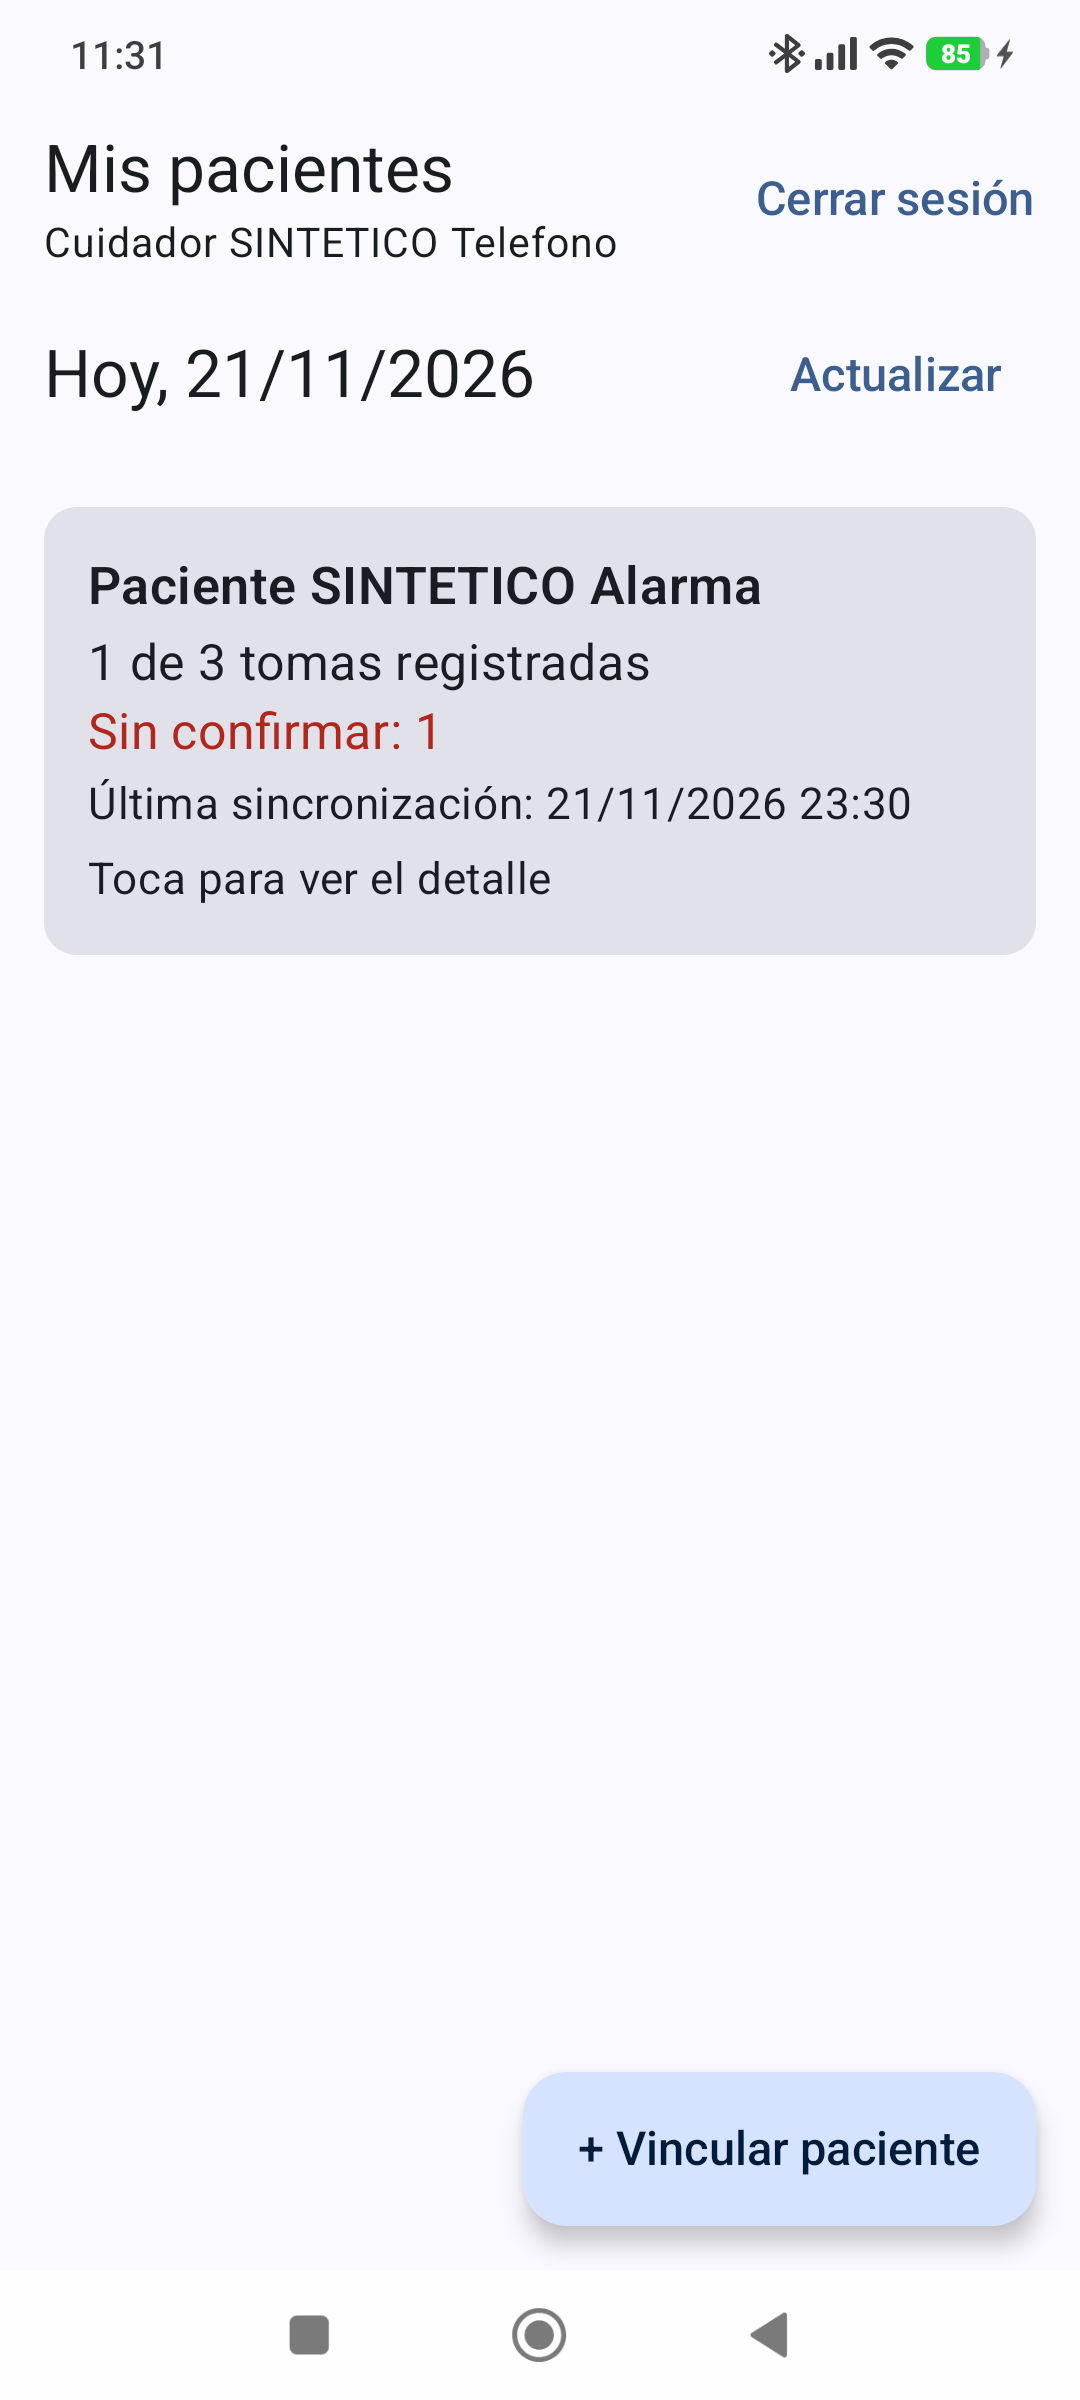 11:31
85
Mis pacientes
Cerrar sesión
Cuidador SINTETICO Telefono
Hoy, 21/11/2026
Actualizar
Paciente SINTETICO Alarma
1 de 3 tomas registradas
Sin confirmar: 1
Última sincronización: 21/11/2026 23:30
Toca para ver el detalle
+ Vincular paciente